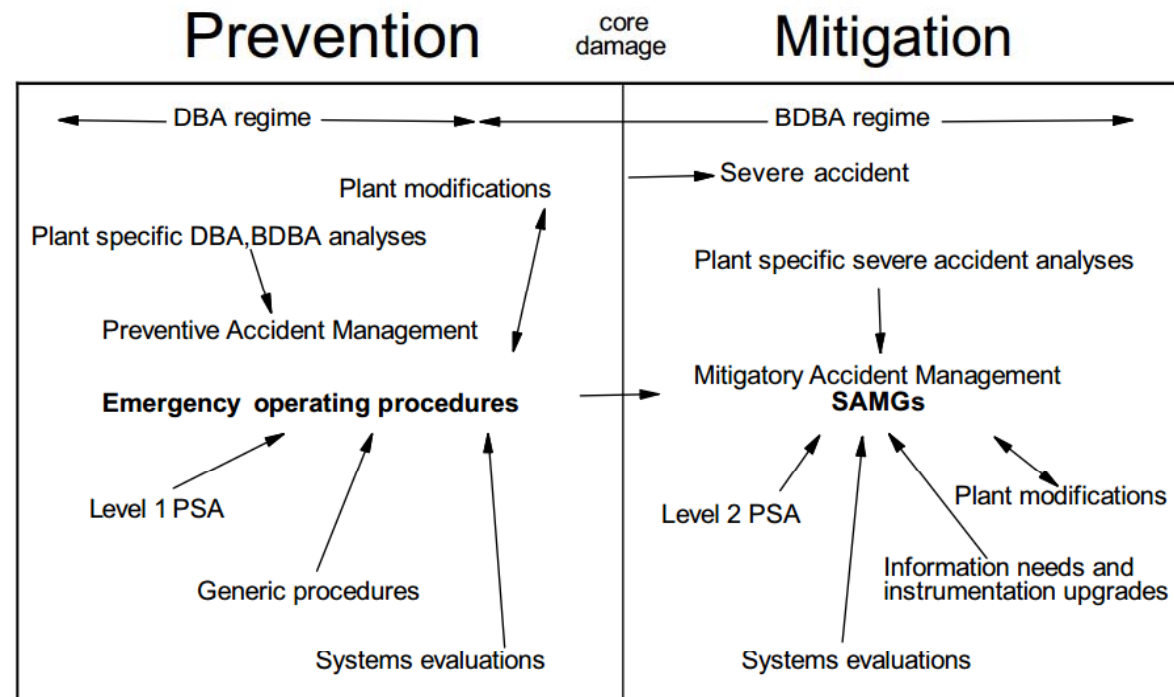 Prevention
core
damage
Mitigation
DBA regime
BDBA regime
Severe accident
Plant modifications
Plant specific DBA,BDBA analyses
Plant specific severe accident analyses
Preventive Accident Management
Emergency operating procedures
Mitigatory Accident Management
SAMGs
Level 1 PSA
Generic procedures
Systems evaluations
Level 2 PSA
Plant modifications
Information needs and
instrumentation upgrades
Systems evaluations